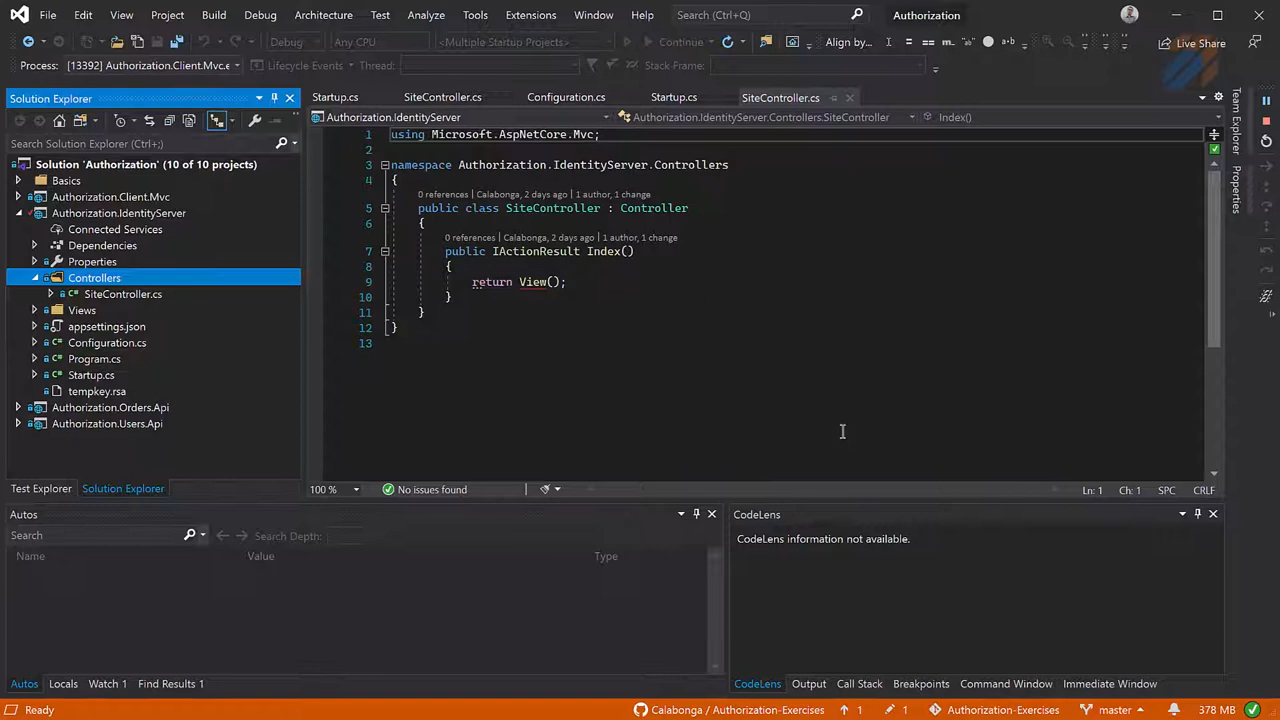 File Edit View Project Build Debug Architecture Test Analyze Tools Extensions Window Help Search (Ctrl+Q) Authorization
Debug Any CPU <Multiple Startup Projects> Continue Align by... Live Share
Process: [13392] Authorization.Client.Mvc.e Lifecycle Events Thread: Stack Frame:
Solution Explorer
Search Solution Explorer (Ctrl+;)
Solution 'Authorization' (10 of 10 projects)
Basics
Authorization.Client.Mvc
Authorization.IdentityServer
Connected Services
Dependencies
Properties
Controllers
SiteController.cs
Views
appsettings.json
Configuration.cs
Program.cs
Startup.cs
tempkey.rsa
Authorization.Orders.Api
Authorization.Users.Api
Test Explorer Solution Explorer
Startup.cs SiteController.cs Configuration.cs Startup.cs SiteController.cs
Authorization.IdentityServer Authorization.IdentityServer.Controllers.SiteController Index()
1 using Microsoft.AspNetCore.Mvc;
2
3 namespace Authorization.IdentityServer.Controllers
4 {
0 references | Calabonga, 2 days ago | 1 author, 1 change
5 public class SiteController : Controller
6 {
0 references | Calabonga, 2 days ago | 1 author, 1 change
7 public IActionResult Index()
8 {
9 return View();
10 }
11 }
12 }
13
100 % No issues found Ln: 1 Ch: 1 SPC CRLF
Team Explorer
Properties
Autos
Search Search Depth:
Name Value Type
Autos Locals Watch 1 Find Results 1
CodeLens
CodeLens information not available.
CodeLens Output Call Stack Breakpoints Command Window Immediate Window
Ready Calabonga / Authorization-Exercises 1 1 Authorization-Exercises master 378 MB